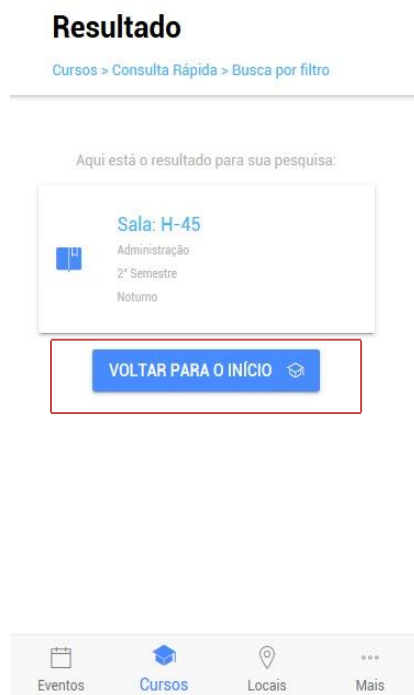 Resultado
Cursos > Consulta Rápida > Busca por filtro
Aqui está o resultado para sua pesquisa:
Sala: H-45
Administração
2° Semestre
Noturno
VOLTAR PARA O INÍCIO
Eventos Cursos Locais Mais